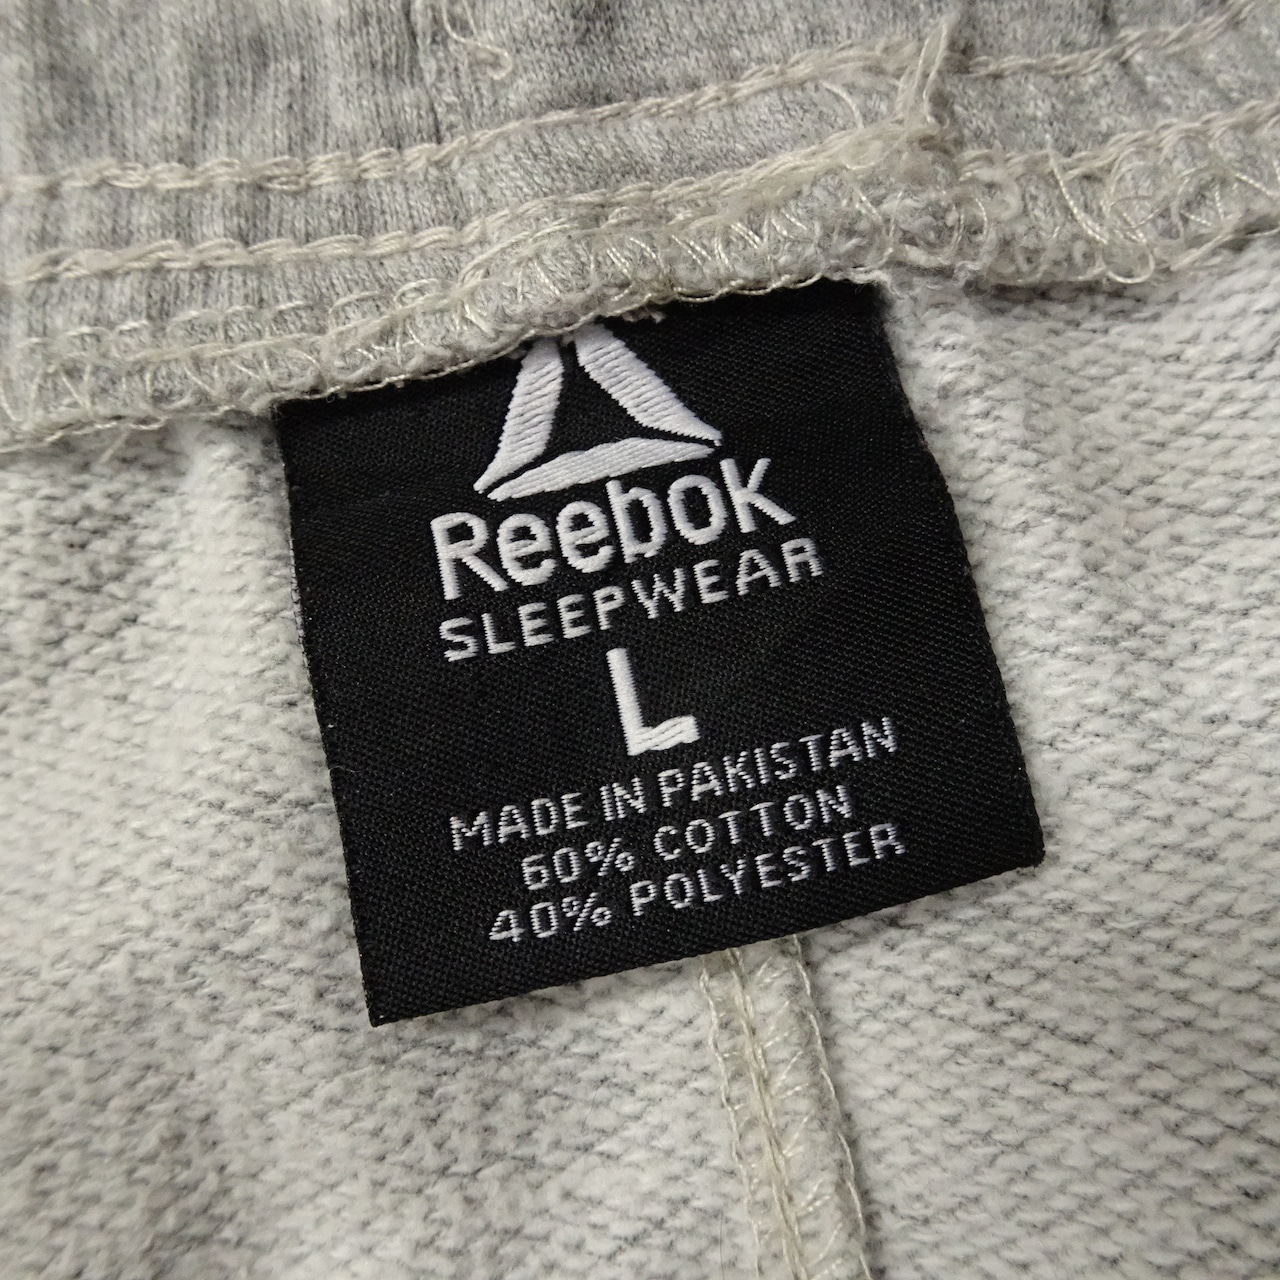 Reebok
SLEEPWEAR
L
MADE IN PAKISTAN
60% COTTON
40% POLYESTER